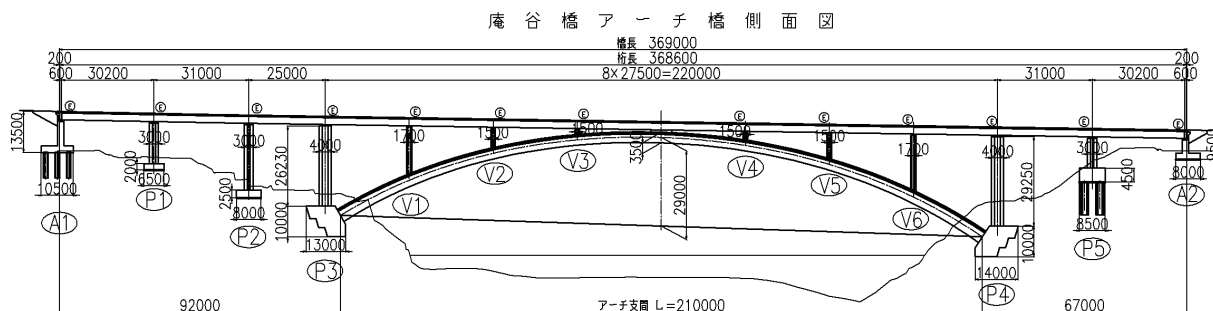 庵谷橋アーチ橋側面図
橋長 369000
200 桁長 368600 200
600 30200 31000 25000 8×27500=220000 31000 30200 600
E E E E E E E E E E E E
13500 3000 3000 4000 1700 1500 1500 3500 1500 1500 1700 4000 3000 9500
2000 6500 26230 V1 V2 V3 29000 V4 V5 V6 29250 4500 8000
10500 2500 8000 10000 8500
A1 P1 P2 13000 14000 10000 P5 A2
P3 P4
92000 アーチ支間 L=210000 67000